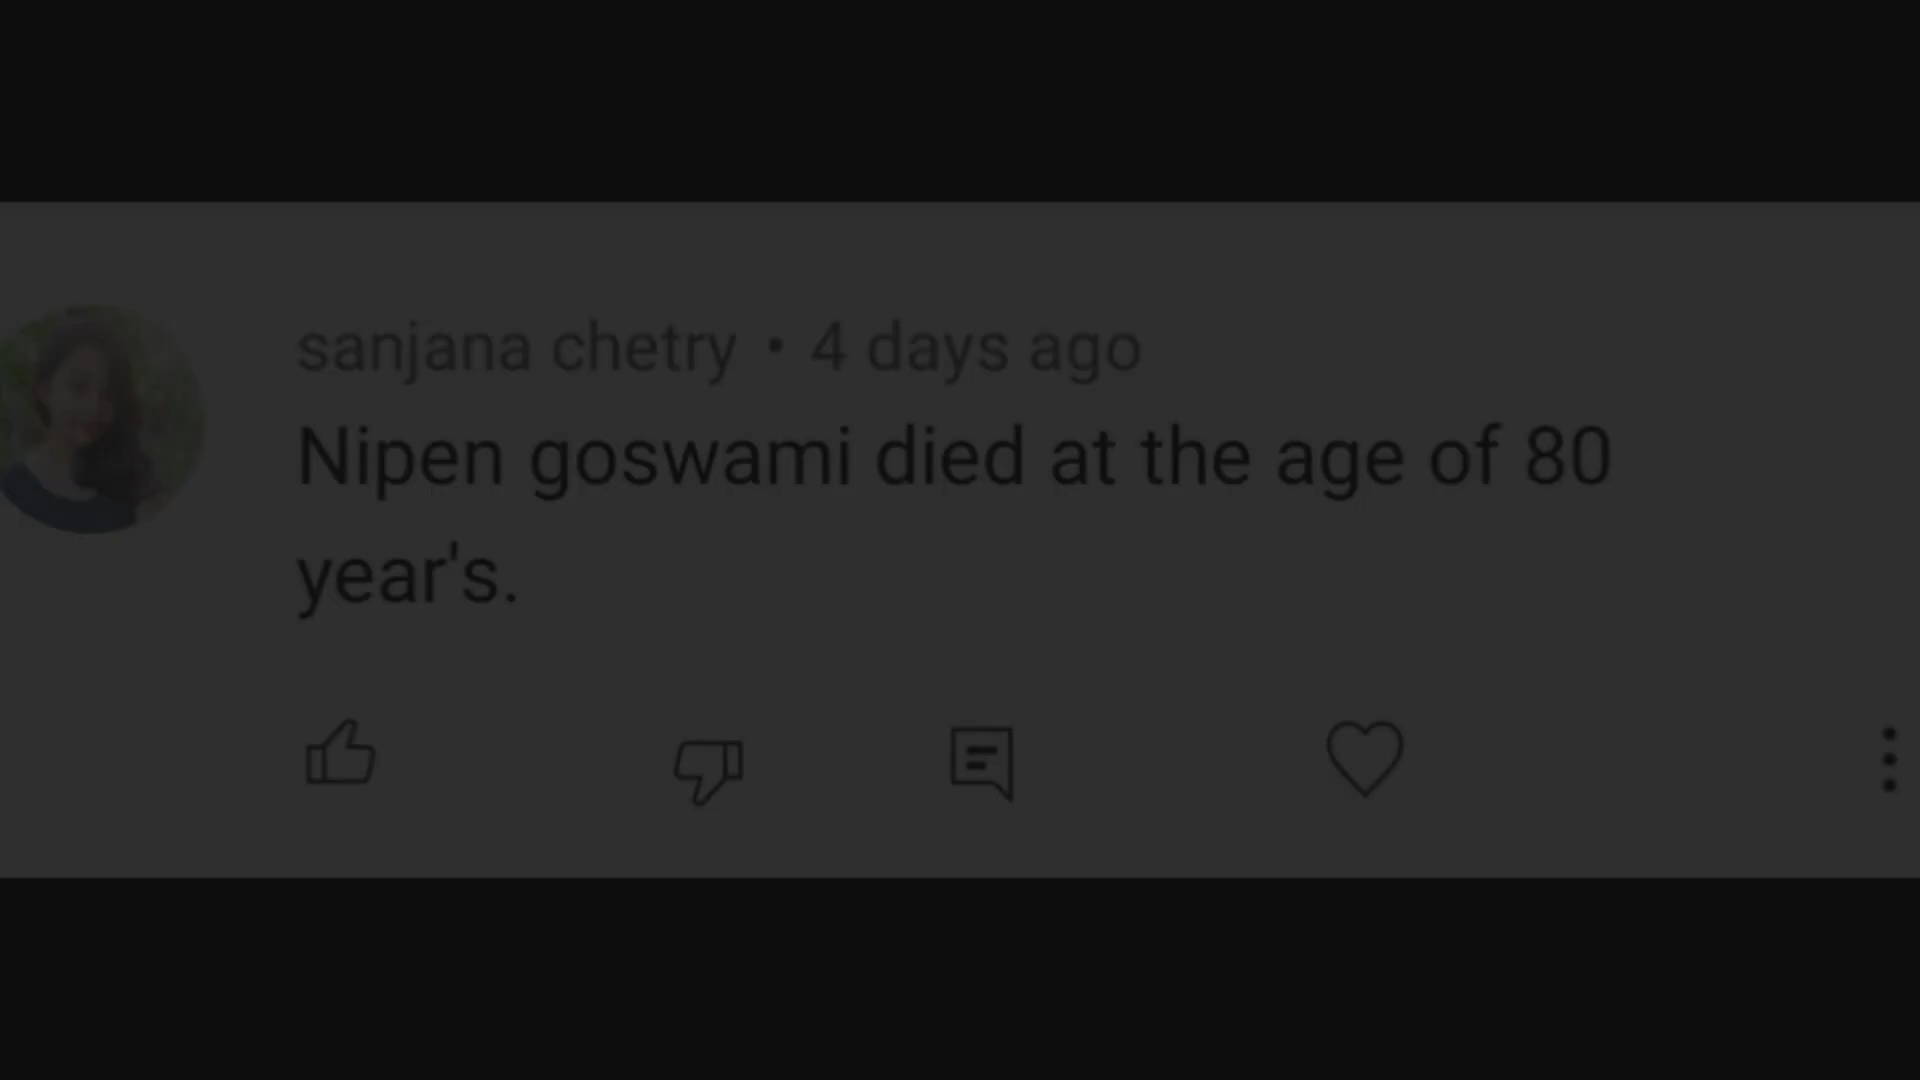 sanjana chetry • 4 days ago
Nipen goswami died at the age of 80
year's.